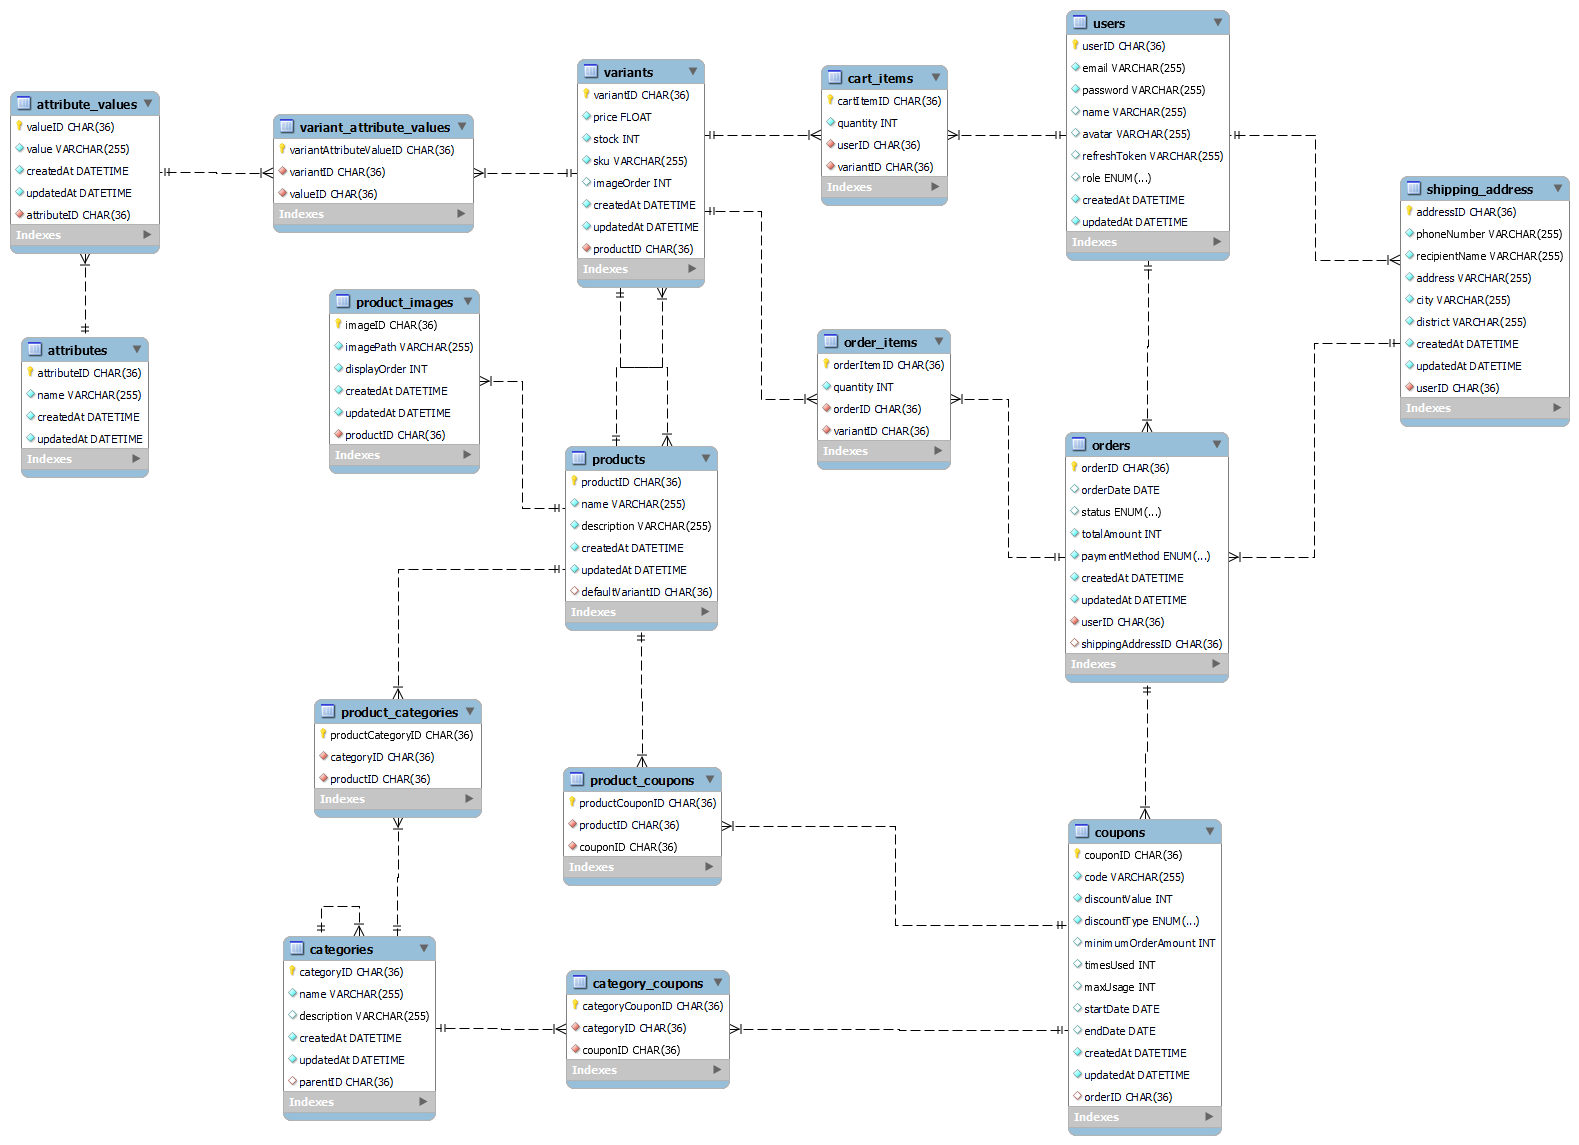 attribute_values
valueID CHAR(36)
value VARCHAR(255)
createdAt DATETIME
updatedAt DATETIME
attributeID CHAR(36)
Indexes
attributes
attributeID CHAR(36)
name VARCHAR(255)
createdAt DATETIME
updatedAt DATETIME
Indexes
variant_attribute_values
variantAttributeValueID CHAR(36)
variantID CHAR(36)
valueID CHAR(36)
Indexes
product_images
imageID CHAR(36)
imagePath VARCHAR(255)
displayOrder INT
createdAt DATETIME
updatedAt DATETIME
productID CHAR(36)
Indexes
variants
variantID CHAR(36)
price FLOAT
stock INT
sku VARCHAR(255)
imageOrder INT
createdAt DATETIME
updatedAt DATETIME
productID CHAR(36)
Indexes
cart_items
cartItemID CHAR(36)
quantity INT
userID CHAR(36)
variantID CHAR(36)
Indexes
users
userID CHAR(36)
email VARCHAR(255)
password VARCHAR(255)
name VARCHAR(255)
avatar VARCHAR(255)
refreshToken VARCHAR(255)
role ENUM(...)
createdAt DATETIME
updatedAt DATETIME
Indexes
shipping_address
addressID CHAR(36)
phoneNumber VARCHAR(255)
recipientName VARCHAR(255)
address VARCHAR(255)
city VARCHAR(255)
district VARCHAR(255)
createdAt DATETIME
updatedAt DATETIME
userID CHAR(36)
Indexes
order_items
orderItemID CHAR(36)
quantity INT
orderID CHAR(36)
variantID CHAR(36)
Indexes
products
productID CHAR(36)
name VARCHAR(255)
description VARCHAR(255)
createdAt DATETIME
updatedAt DATETIME
defaultVariantID CHAR(36)
Indexes
orders
orderID CHAR(36)
orderDate DATE
status ENUM(...)
totalAmount INT
paymentMethod ENUM(...)
createdAt DATETIME
updatedAt DATETIME
userID CHAR(36)
shippingAddressID CHAR(36)
Indexes
product_categories
productCategoryID CHAR(36)
categoryID CHAR(36)
productID CHAR(36)
Indexes
product_coupons
productCouponID CHAR(36)
productID CHAR(36)
couponID CHAR(36)
Indexes
coupons
couponID CHAR(36)
code VARCHAR(255)
discountValue INT
discountType ENUM(...)
minimumOrderAmount INT
timesUsed INT
maxUsage INT
startDate DATE
endDate DATE
createdAt DATETIME
updatedAt DATETIME
orderID CHAR(36)
Indexes
categories
categoryID CHAR(36)
name VARCHAR(255)
description VARCHAR(255)
createdAt DATETIME
updatedAt DATETIME
parentID CHAR(36)
Indexes
category_coupons
categoryCouponID CHAR(36)
categoryID CHAR(36)
couponID CHAR(36)
Indexes